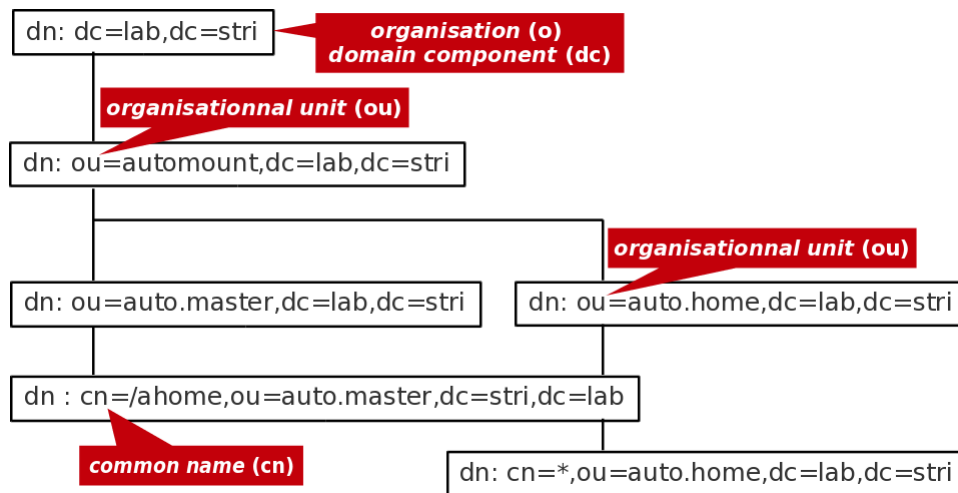 dn: dc=lab,dc=stri
organisation (o)
domain component (dc)
organisationnal unit (ou)
dn: ou=automount,dc=lab,dc=stri
organisationnal unit (ou)
dn: ou=auto.master,dc=lab,dc=stri
dn: ou=auto.home,dc=lab,dc=stri
dn : cn=/ahome,ou=auto.master,dc=stri,dc=lab
common name (cn)
dn: cn=*,ou=auto.home,dc=lab,dc=stri